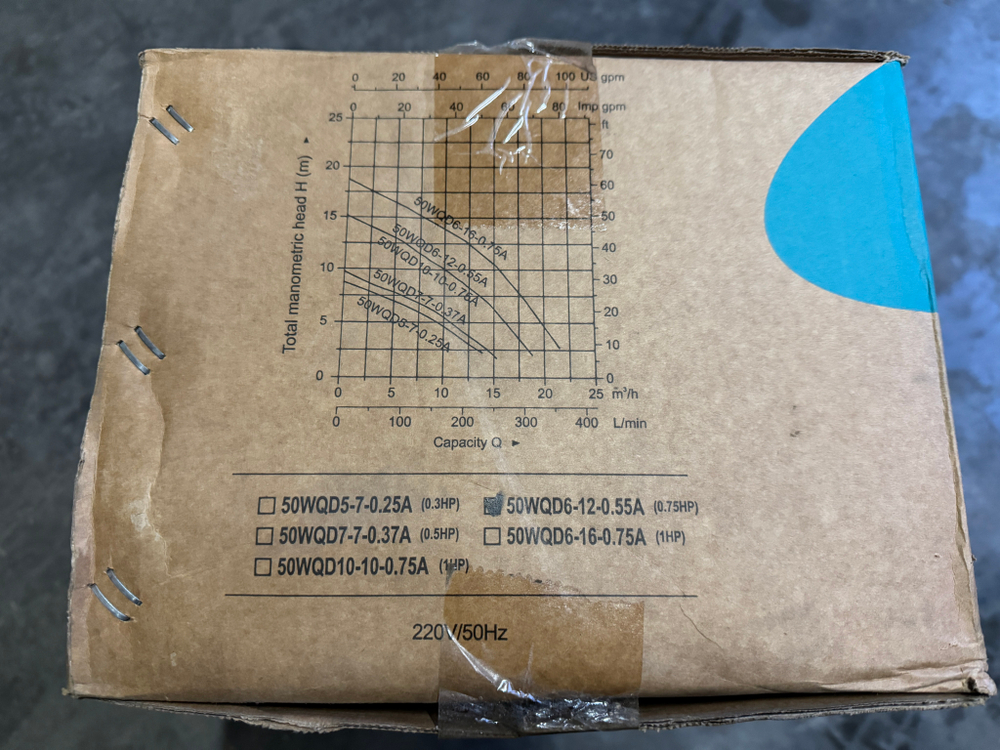 0 20 40 60 80 100 US gpm
0 20 40 60 80 Imp gpm
25 ft
70
20
60
50WQD6-16-0.75A
15 50
50WQD6-12-0.55A
40
50WQD10-10-0.75A
10 30
50WQD7-7-0.37A
20
50WQD5-7-0.25A
5
10
0 0
Total manometric head H (m) ►
0 5 10 15 20 25 m³/h
0 100 200 300 400 L/min
Capacity Q ►
50WQD5-7-0.25A (0.3HP) 50WQD6-12-0.55A (0.75HP)
50WQD7-7-0.37A (0.5HP) 50WQD6-16-0.75A (1HP)
50WQD10-10-0.75A (1HP)
220V/50Hz